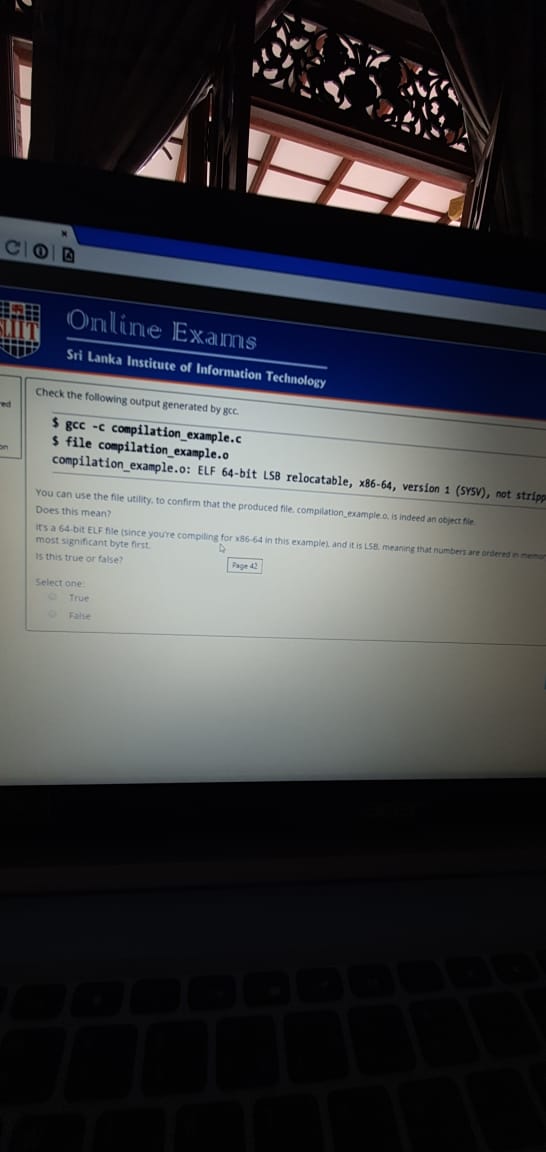 SLIIT
Online Exams
Sri Lanka Institute of Information Technology
Check the following output generated by gcc.
$ gcc -c compilation_example.c
$ file compilation_example.o
compilation_example.o: ELF 64-bit LSB relocatable, x86-64, version 1 (SYSV), not stripp
You can use the file utility, to confirm that the produced file, compilation_example.o, is indeed an object file.
Does this mean?
It's a 64-bit ELF file (since you're compiling for x86-64 in this example), and it is LSB, meaning that numbers are ordered in memor
most significant byte first.
Is this true or false?
Page 42
Select one:
True
False